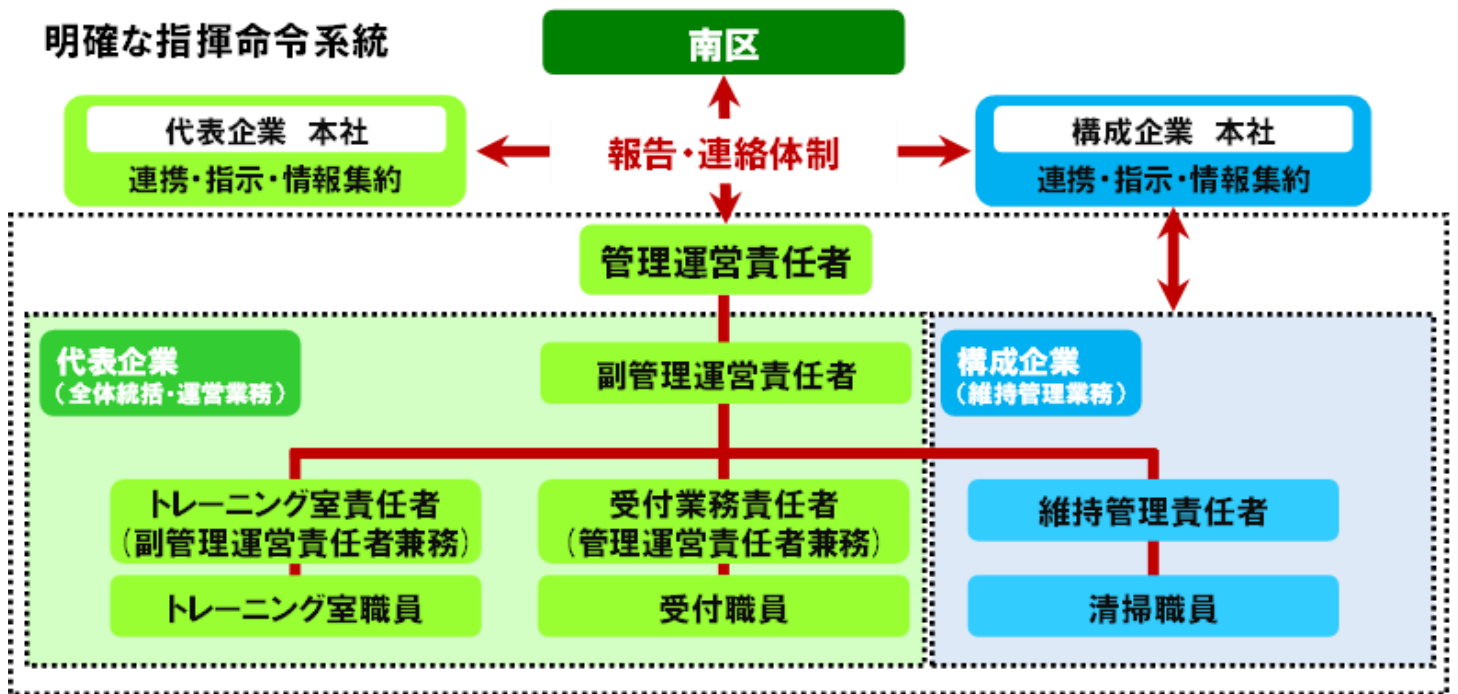 明確な指揮命令系統
南区
代表企業 本社
連携・指示・情報集約
報告・連絡体制
構成企業 本社
連携・指示・情報集約
管理運営責任者
代表企業
（全体統括・運営業務）
副管理運営責任者
構成企業
（維持管理業務）
トレーニング室責任者
（副管理運営責任者兼務）
受付業務責任者
（管理運営責任者兼務）
維持管理責任者
トレーニング室職員
受付職員
清掃職員